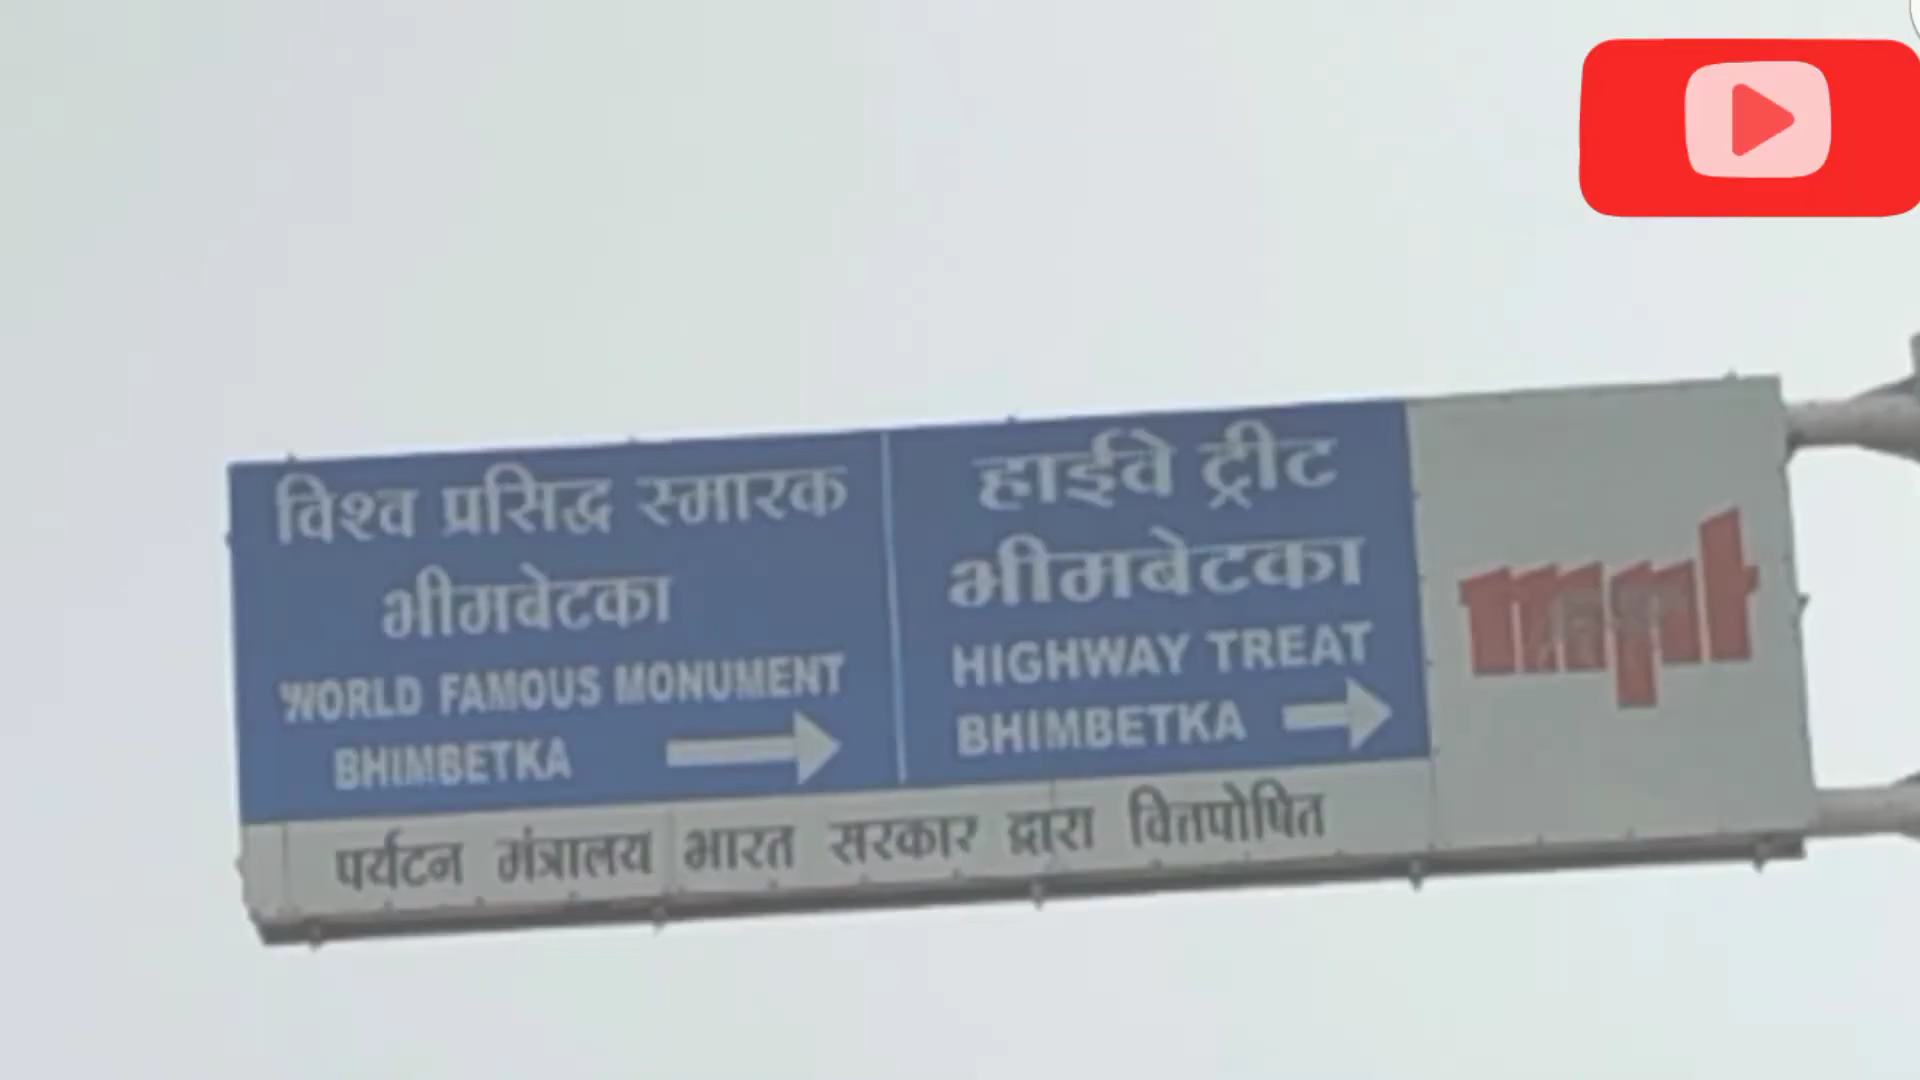 विश्व प्रसिद्ध स्मारक
भीमबेटका
WORLD FAMOUS MONUMENT
BHIMBETKA
हाईवे ट्रीट
भीमबेटका
HIGHWAY TREAT
BHIMBETKA
mpt
पर्यटन मंत्रालय भारत सरकार द्वारा वित्तपोषित